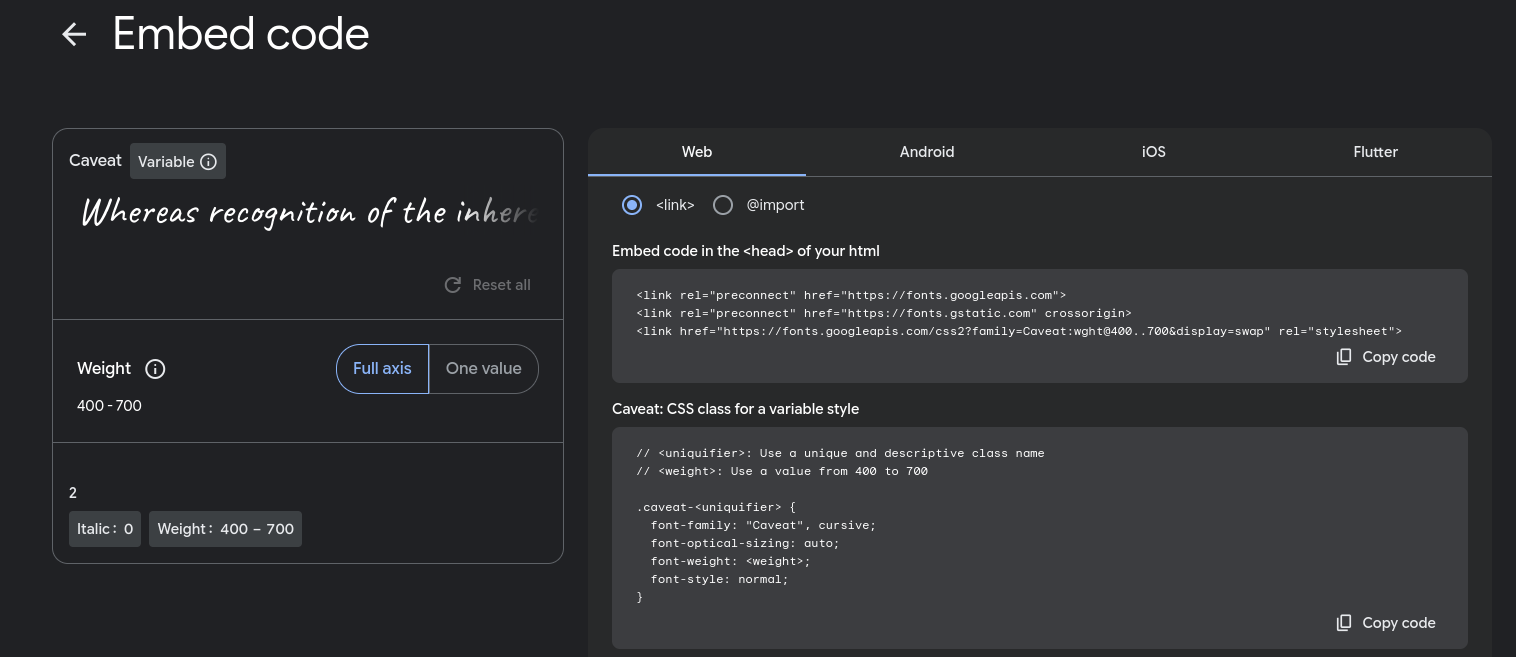 Embed code
Caveat Variable
Whereas recognition of the inhere
Reset all
Weight
Full axis One value
400 - 700
2
Italic: 0 Weight: 400 – 700
Web Android iOS Flutter
<link> @import
Embed code in the <head> of your html
<link rel="preconnect" href="https://fonts.googleapis.com">
<link rel="preconnect" href="https://fonts.gstatic.com" crossorigin>
<link href="https://fonts.googleapis.com/css2?family=Caveat:wght@400..700&display=swap" rel="stylesheet">
Copy code
Caveat: CSS class for a variable style
// <uniquifier>: Use a unique and descriptive class name
// <weight>: Use a value from 400 to 700
.caveat-<uniquifier> {
font-family: "Caveat", cursive;
font-optical-sizing: auto;
font-weight: <weight>;
font-style: normal;
}
Copy code